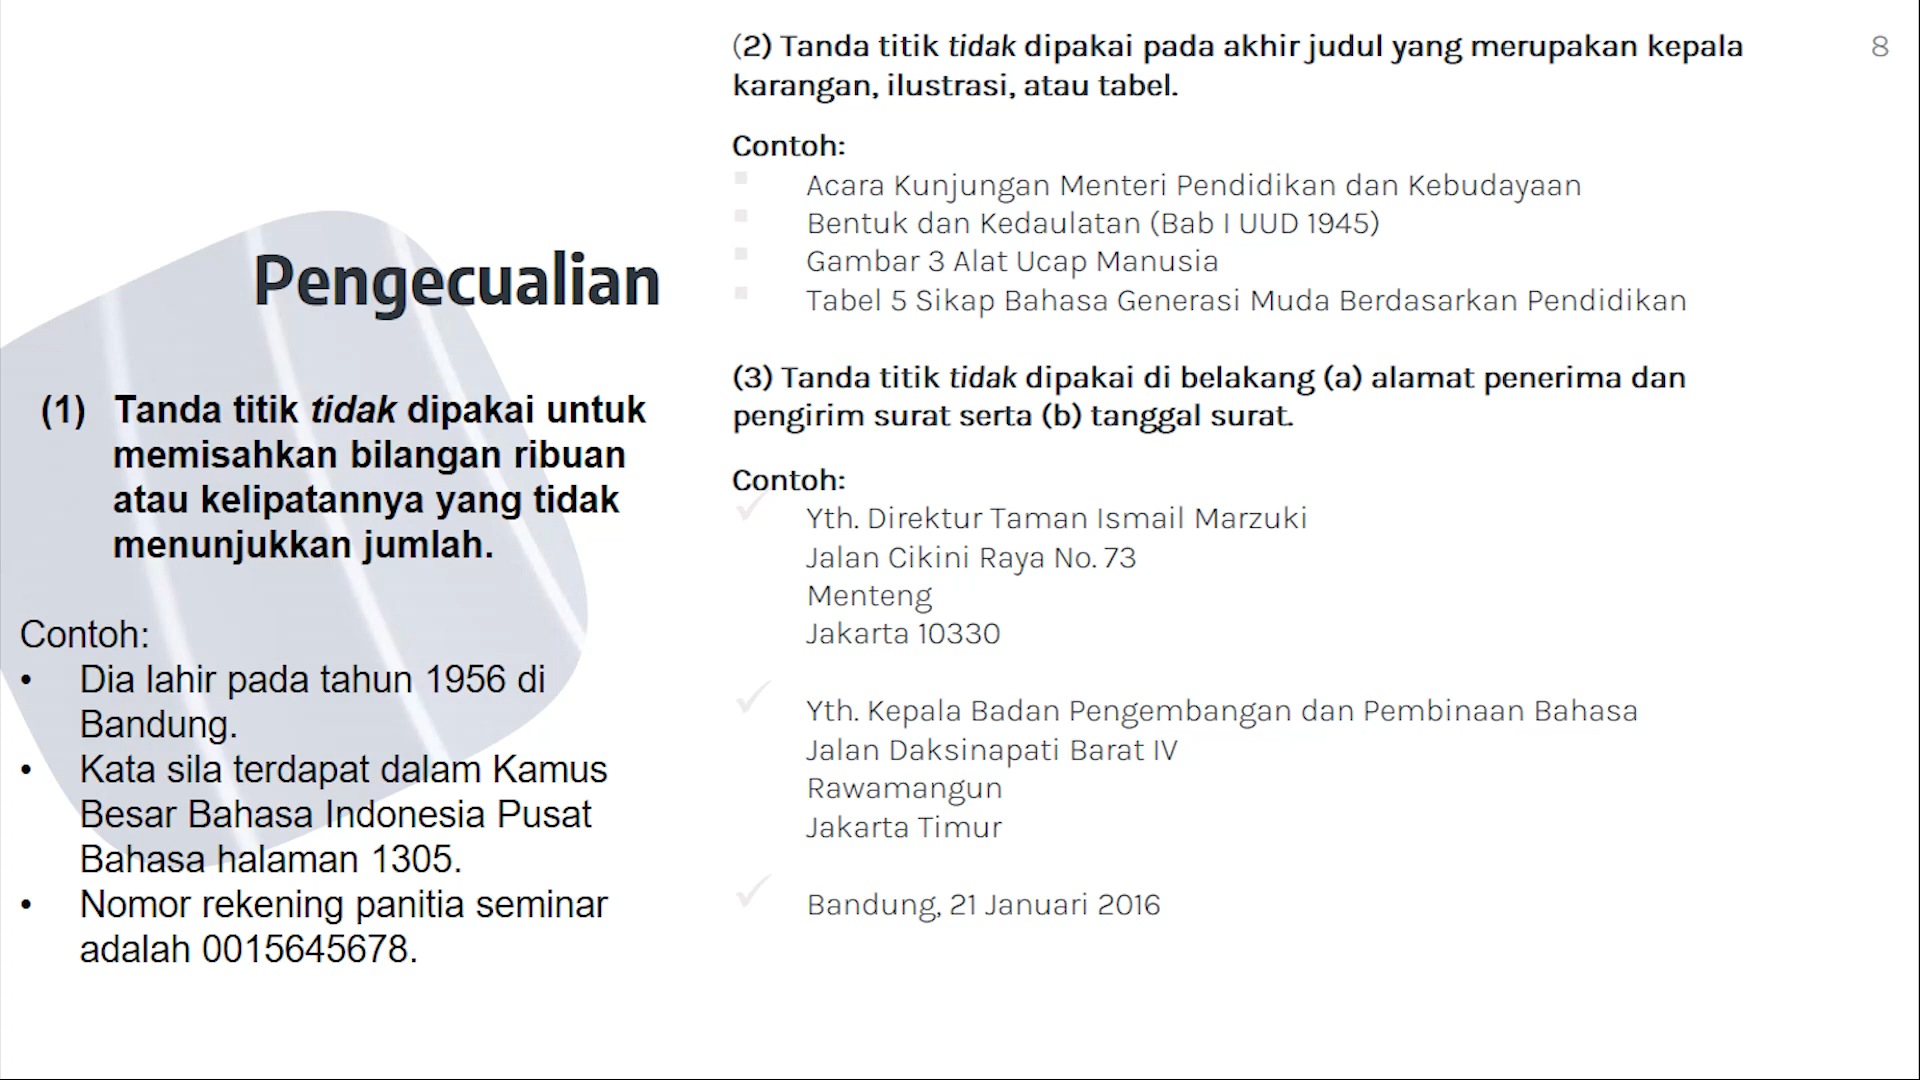 Pengecualian
(1) Tanda titik tidak dipakai untuk
memisahkan bilangan ribuan
atau kelipatannya yang tidak
menunjukkan jumlah.
Contoh:
• Dia lahir pada tahun 1956 di
Bandung.
• Kata sila terdapat dalam Kamus
Besar Bahasa Indonesia Pusat
Bahasa halaman 1305.
• Nomor rekening panitia seminar
adalah 0015645678.
(2) Tanda titik tidak dipakai pada akhir judul yang merupakan kepala
karangan, ilustrasi, atau tabel.
Contoh:
Acara Kunjungan Menteri Pendidikan dan Kebudayaan
Bentuk dan Kedaulatan (Bab I UUD 1945)
Gambar 3 Alat Ucap Manusia
Tabel 5 Sikap Bahasa Generasi Muda Berdasarkan Pendidikan
(3) Tanda titik tidak dipakai di belakang (a) alamat penerima dan
pengirim surat serta (b) tanggal surat.
Contoh:
Yth. Direktur Taman Ismail Marzuki
Jalan Cikini Raya No. 73
Menteng
Jakarta 10330
Yth. Kepala Badan Pengembangan dan Pembinaan Bahasa
Jalan Daksinapati Barat IV
Rawamangun
Jakarta Timur
Bandung, 21 Januari 2016
8